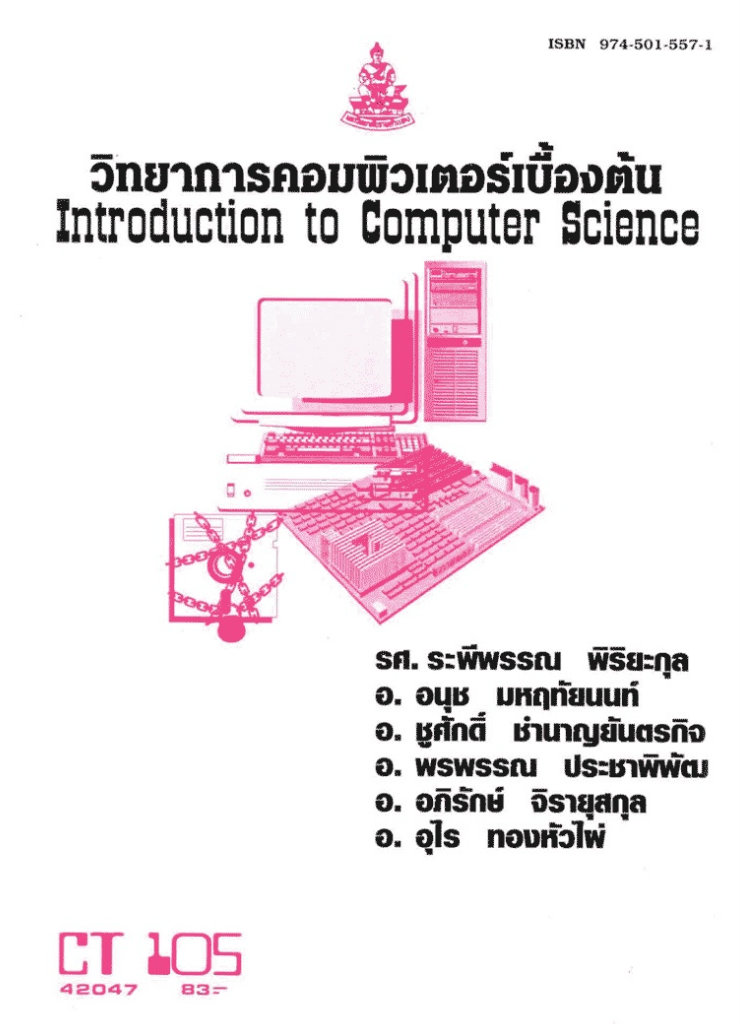 ISBN 974-501-557-1
วิทยาการคอมพิวเตอร์เบื้องต้น
Introduction to Computer Science
รศ. ระพีพรรณ พิริยะกุล
อ. อนุช มหฤทัยนนท์
อ. ชูศักดิ์ ชำนาญยันตรกิจ
อ. พรพรรณ ประชาพิพัฒ
อ. อภิรักษ์ จิรายุสกุล
อ. อุไร ทองหัวไผ่
CT 105
42047 83.-